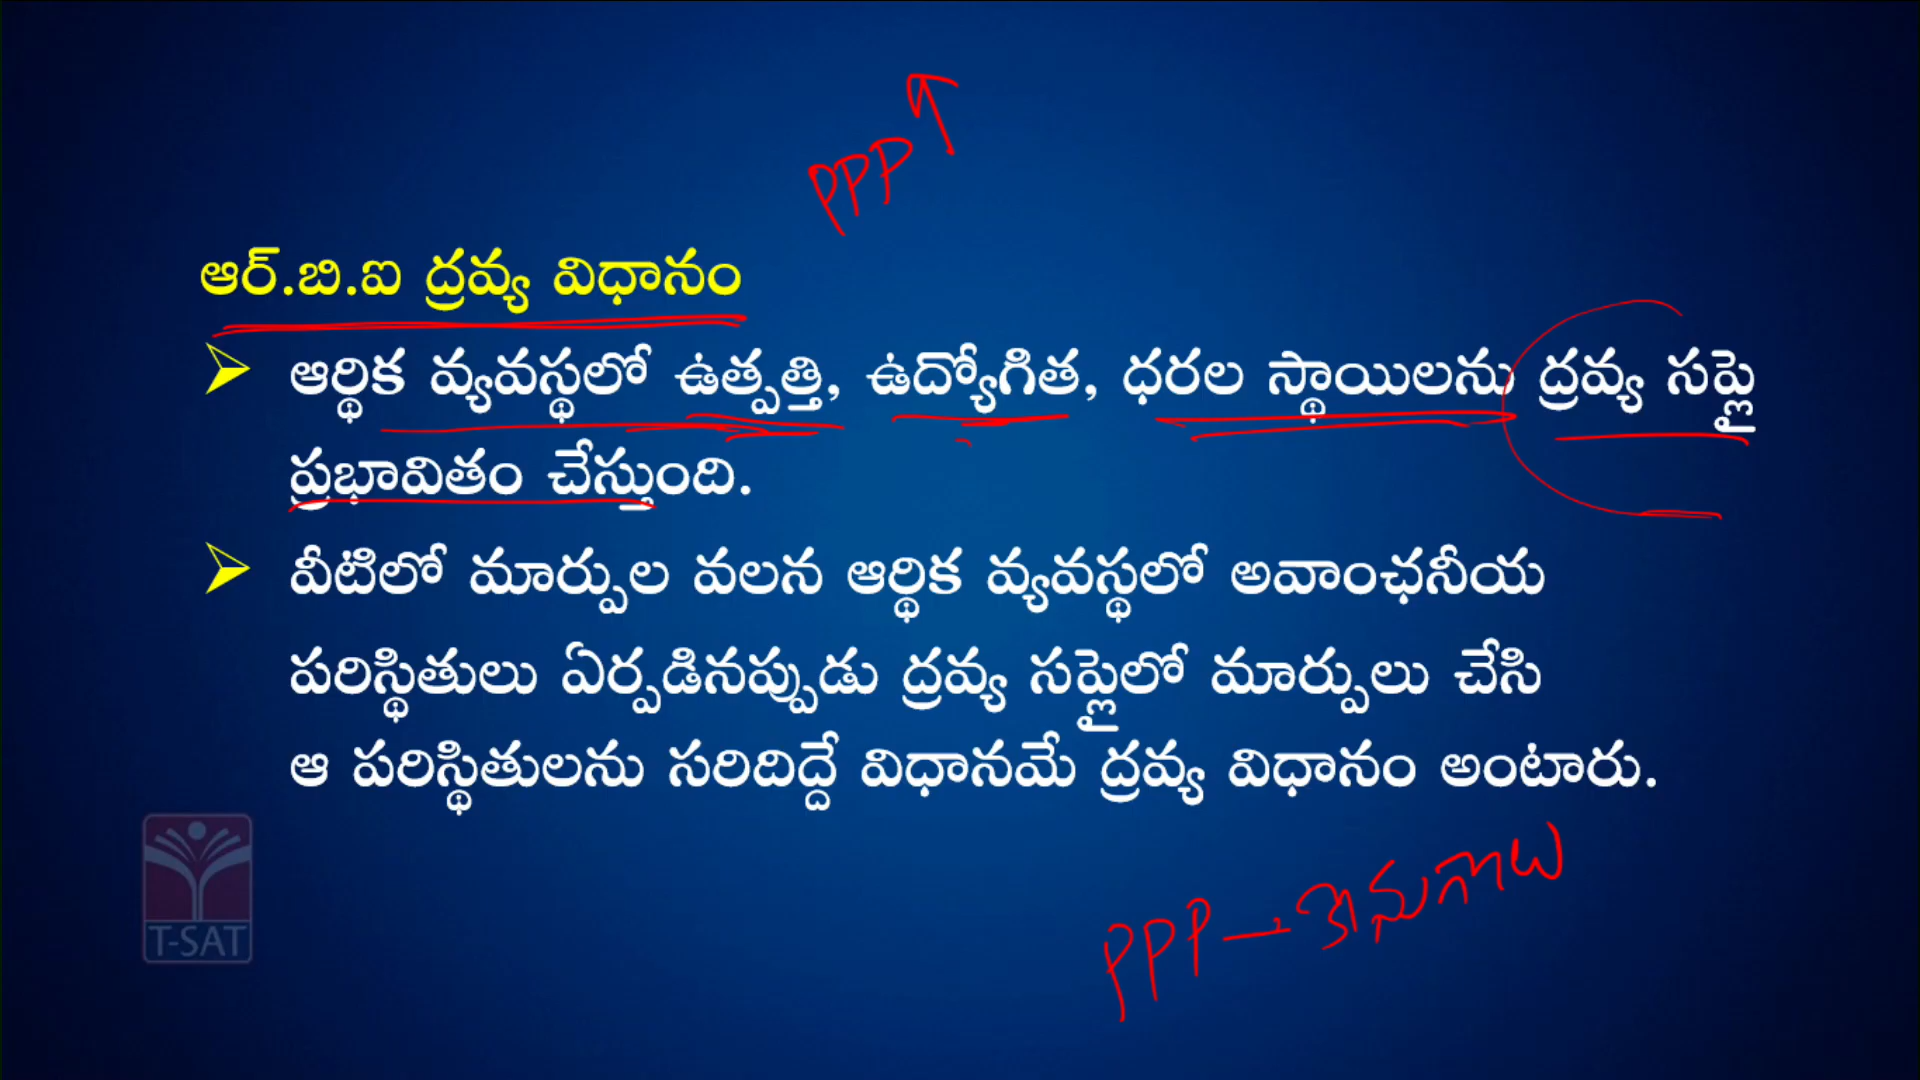 PPP↑
ఆర్.బి.ఐ ద్రవ్య విధానం
➢ ఆర్థిక వ్యవస్థలో ఉత్పత్తి, ఉద్యోగిత, ధరల స్థాయిలను ద్రవ్య సప్లై
ప్రభావితం చేస్తుంది.
➢ వీటిలో మార్పుల వలన ఆర్థిక వ్యవస్థలో అవాంఛనీయ
పరిస్థితులు ఏర్పడినప్పుడు ద్రవ్య సప్లైలో మార్పులు చేసి
ఆ పరిస్థితులను సరిదిద్దే విధానమే ద్రవ్య విధానం అంటారు.
PPP →
T-SAT